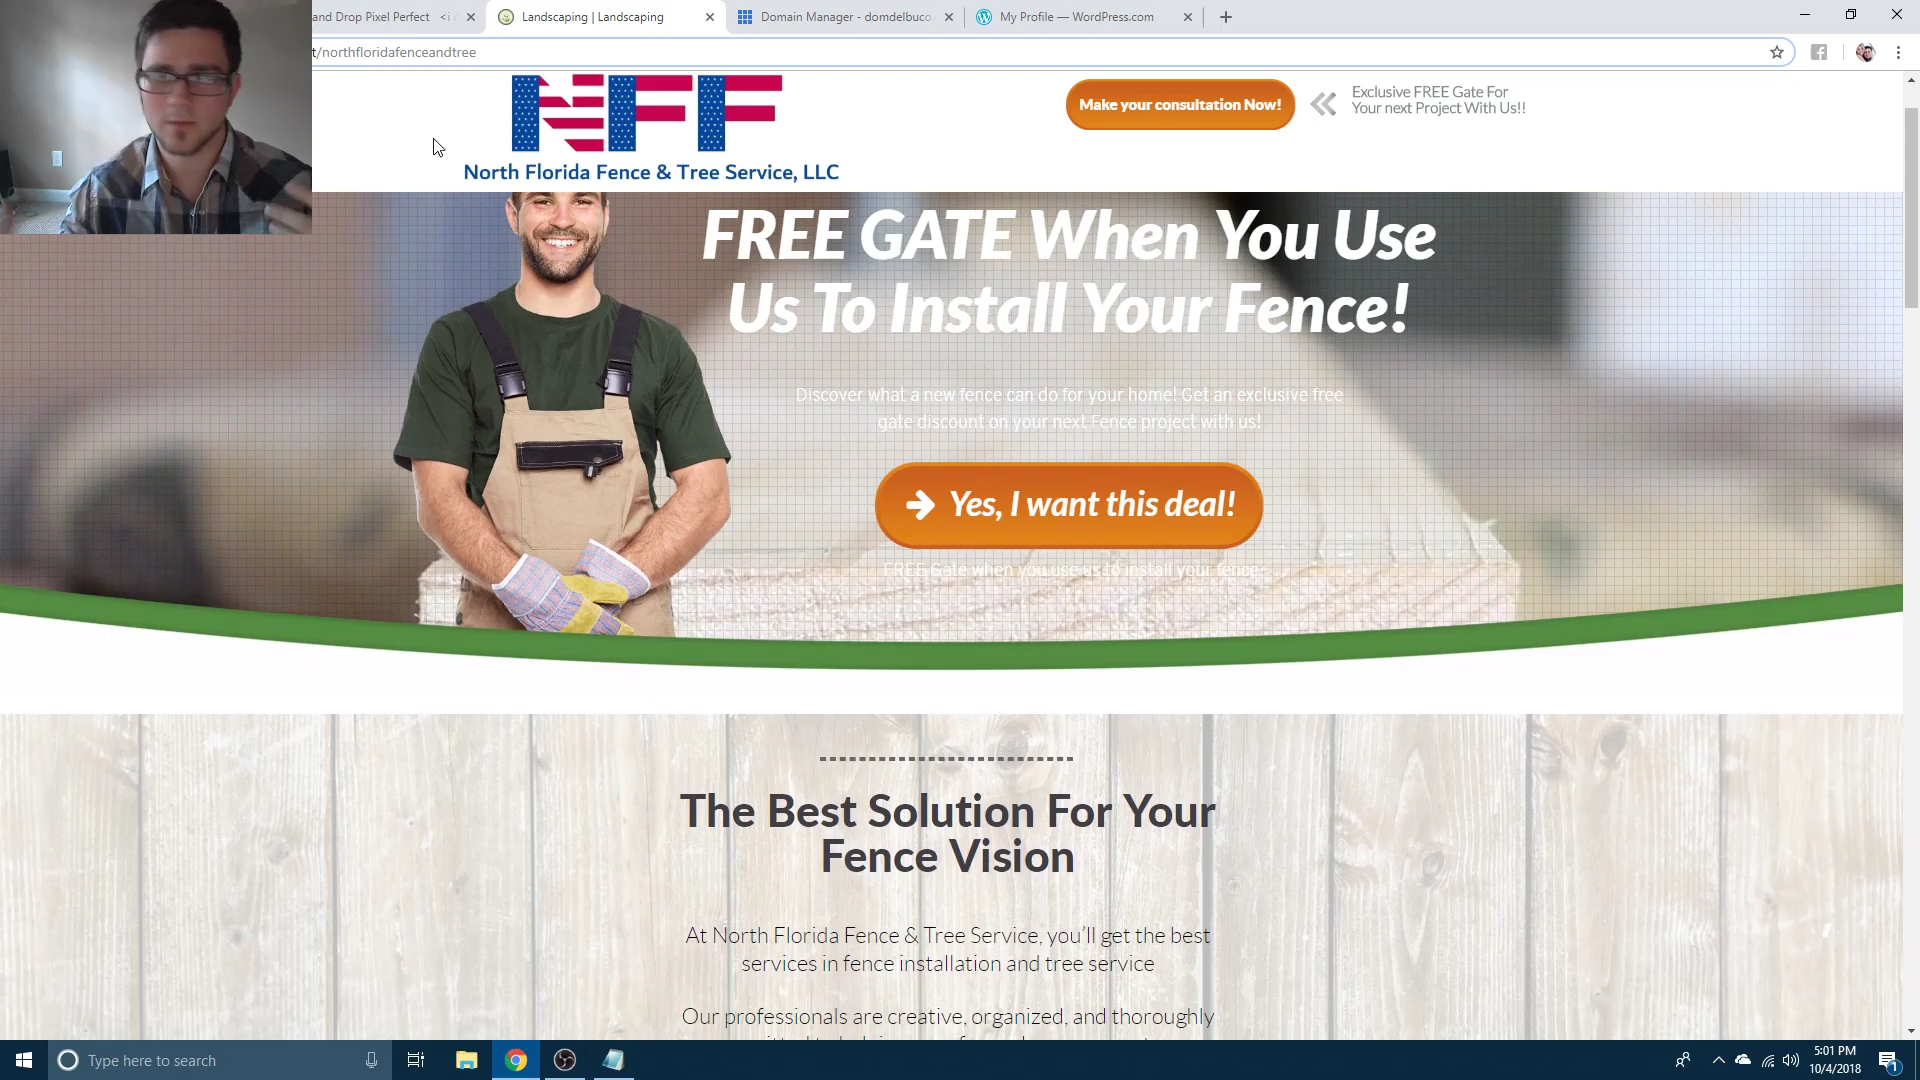 and Drop Pixel Perfect <i
Landscaping | Landscaping
Domain Manager - domdelbuco
My Profile — WordPress.com
t/northfloridafenceandtree
NFF
North Florida Fence & Tree Service, LLC
Make your consultation Now!
Exclusive FREE Gate For
Your next Project With Us!!
FREE GATE When You Use
Us To Install Your Fence!
Discover what a new fence can do for your home! Get an exclusive free
gate discount on your next Fence project with us!
Yes, I want this deal!
FREE Gate when you use us to install your fence
The Best Solution For Your
Fence Vision
At North Florida Fence & Tree Service, you'll get the best
services in fence installation and tree service
Our professionals are creative, organized, and thoroughly
Type here to search
5:01 PM
10/4/2018
1